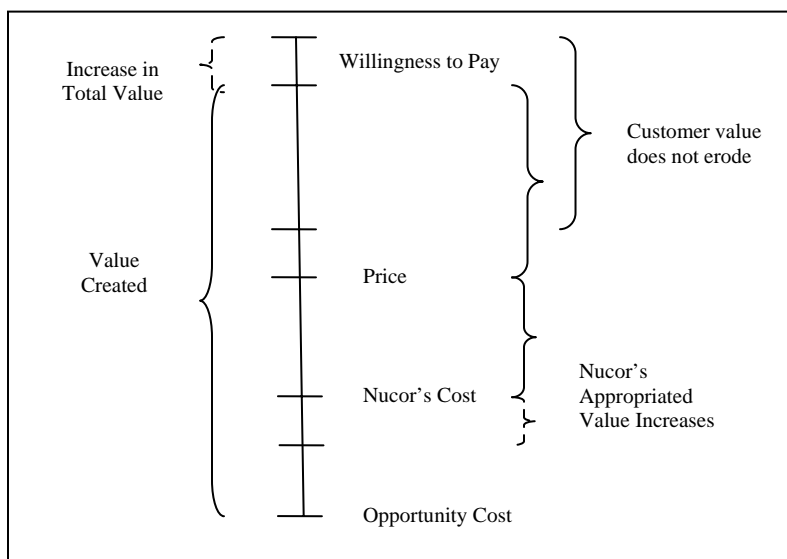 Increase in
Total Value
Willingness to Pay
Customer value
does not erode
Value
Created
Price
Nucor’s Cost
Nucor’s
Appropriated
Value Increases
Opportunity Cost